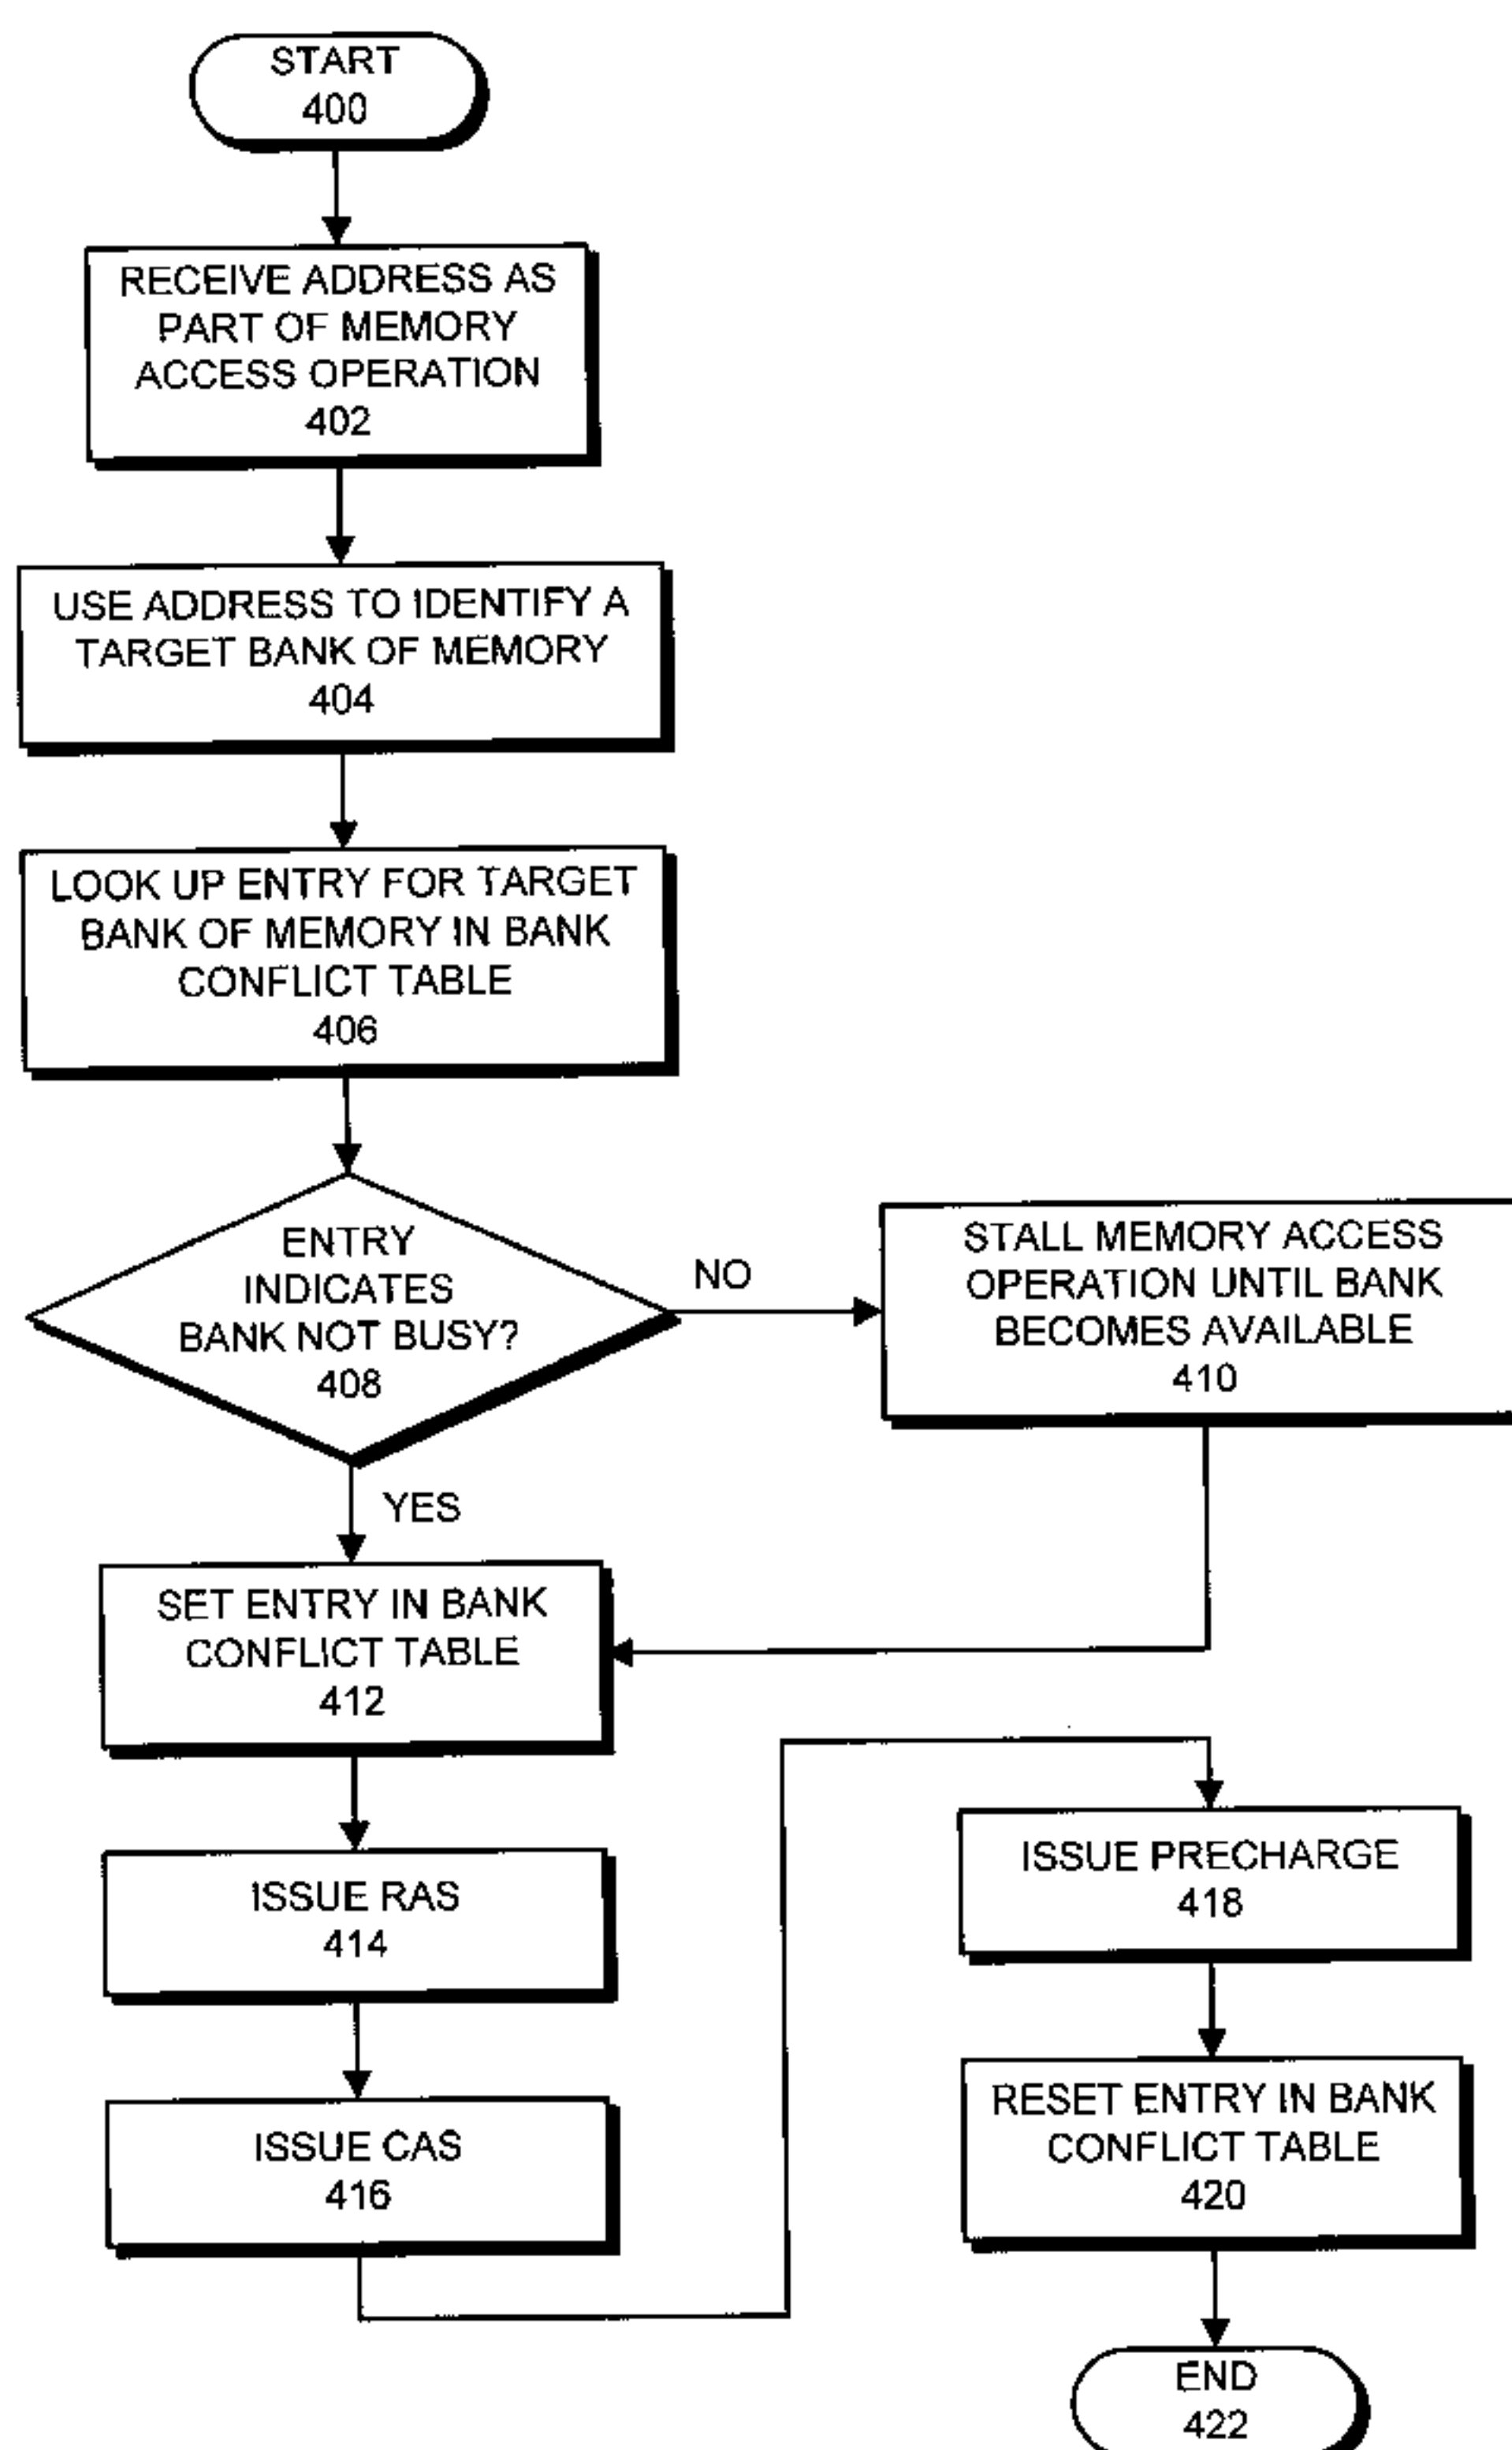 START
400
RECEIVE ADDRESS AS
PART OF MEMORY
ACCESS OPERATION
402
USE ADDRESS TO IDENTIFY A
TARGET BANK OF MEMORY
404
LOOK UP ENTRY FOR TARGET
BANK OF MEMORY IN BANK
CONFLICT TABLE
406
ENTRY
INDICATES
BANK NOT BUSY?
408
NO
STALL MEMORY ACCESS
OPERATION UNTIL BANK
BECOMES AVAILABLE
410
YES
SET ENTRY IN BANK
CONFLICT TABLE
412
ISSUE RAS
414
ISSUE CAS
416
ISSUE PRECHARGE
418
RESET ENTRY IN BANK
CONFLICT TABLE
420
END
422